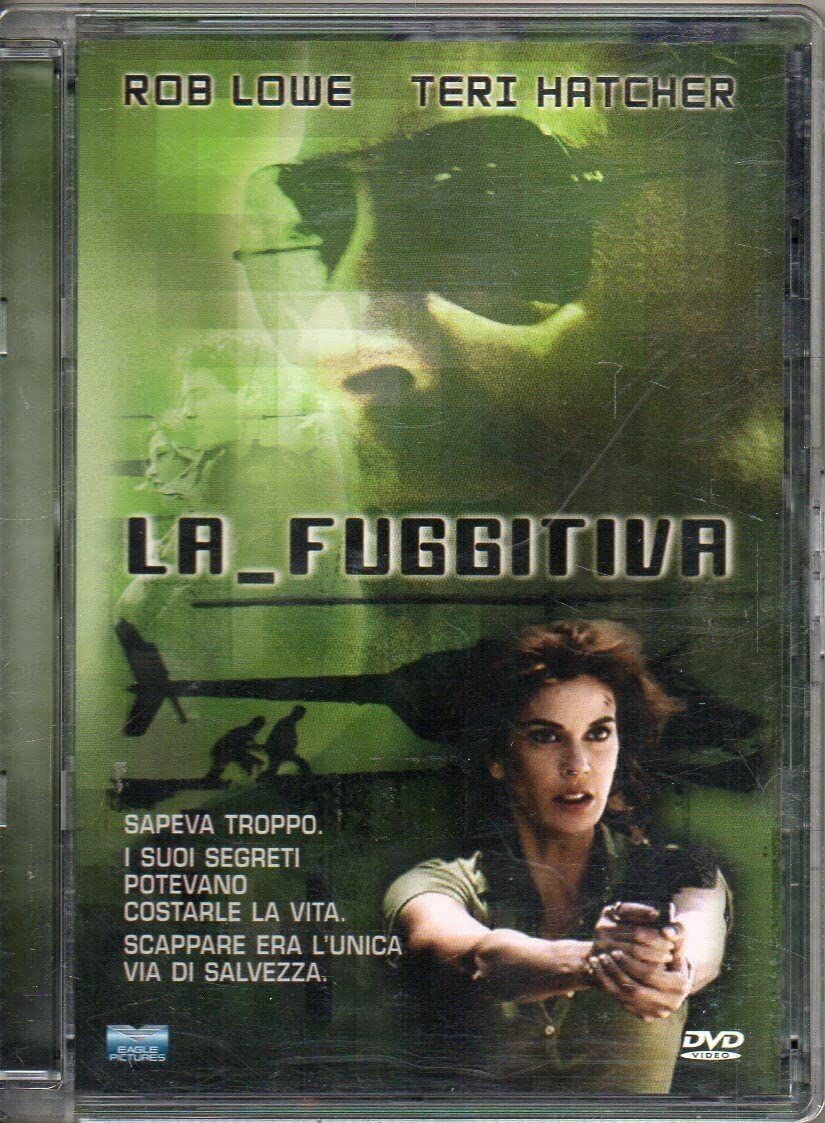 ROB LOWE TERI HATCHER
LA_FUGGITIVA
SAPEVA TROPPO.
I SUOI SEGRETI
POTEVANO
COSTARLE LA VITA.
SCAPPARE ERA L'UNICA
VIA DI SALVEZZA.
EAGLE
PICTURES
DVD
VIDEO